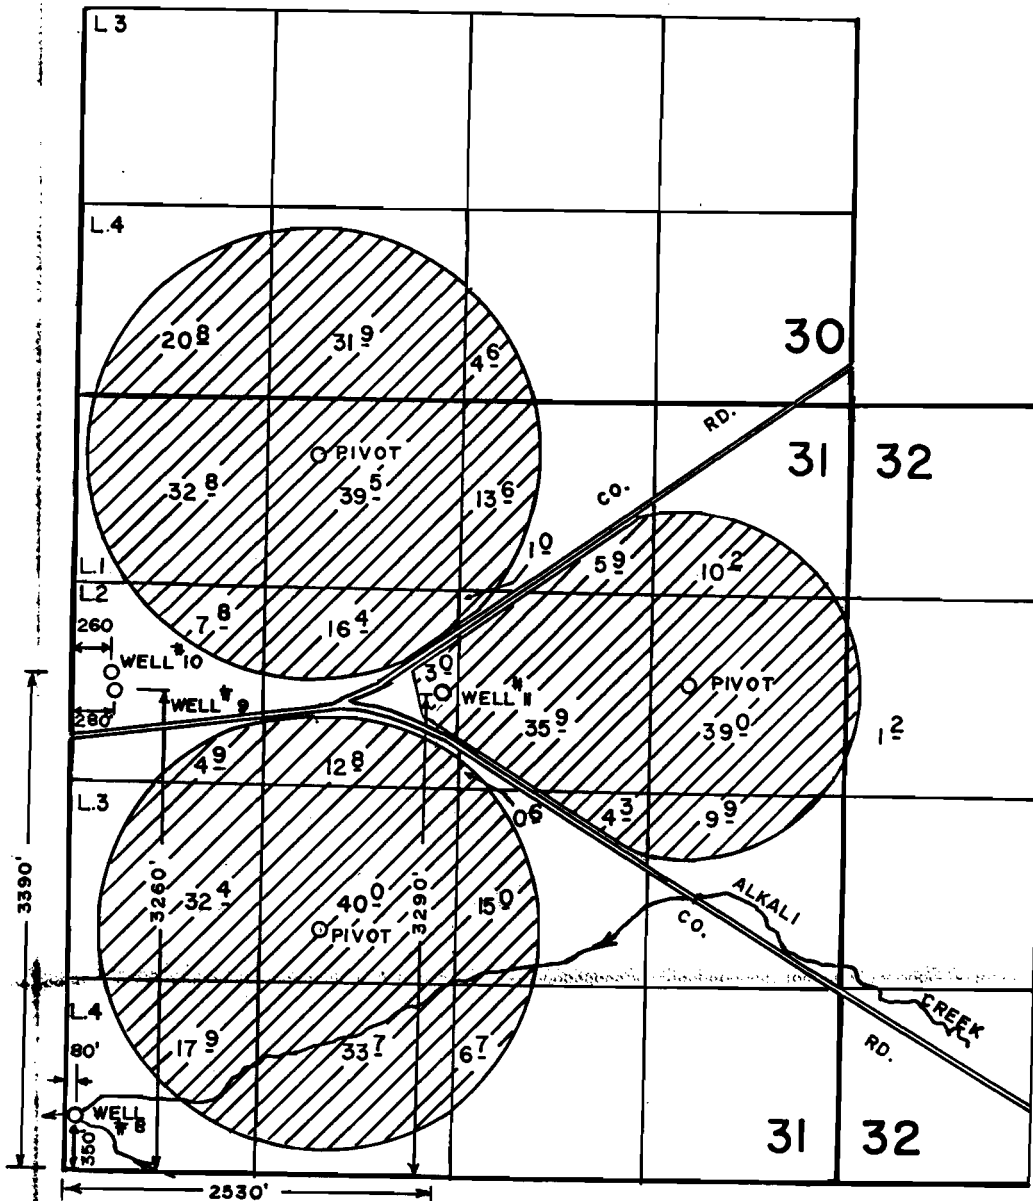 L.3
L.4
30
20 8
31 9
4 6
RD.
31 32
PIVOT
32 8
39 5
13 6
CO.
1 0
5 9
10 2
L.1
L.2
7 8
16 4
260
WELL #10
3 0
WELL #11
PIVOT
WELL #9
280'
35 9
39 0
1 2
4 9
12 8
L.3
0 6
4 3
9 9
3390'
3260'
32 4
40 0
3290'
15 0
PIVOT
ALKALI
CO.
L.4
CREEK
80'
17 9
33 7
6 7
RD.
WELL #8
350'
31 32
2530'